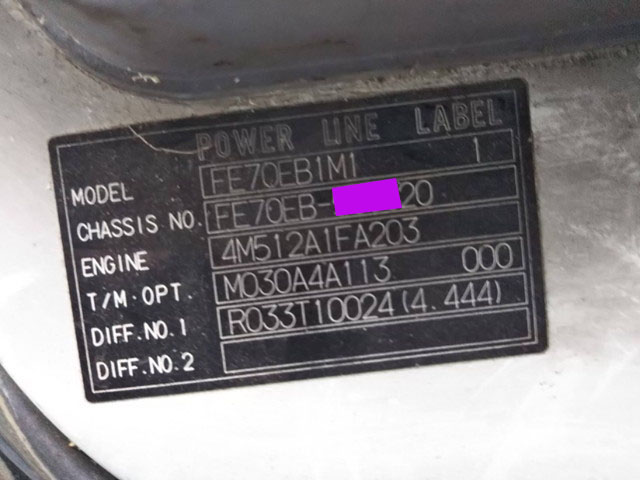 POWER LINE LABEL
MODEL FE70EB1M1 1
CHASSIS NO. FE70EB- 20
ENGINE 4M512A1FA203
T/M·OPT. M030A4A113 000
DIFF.NO.1 R033T10024(4.444)
DIFF.NO.2